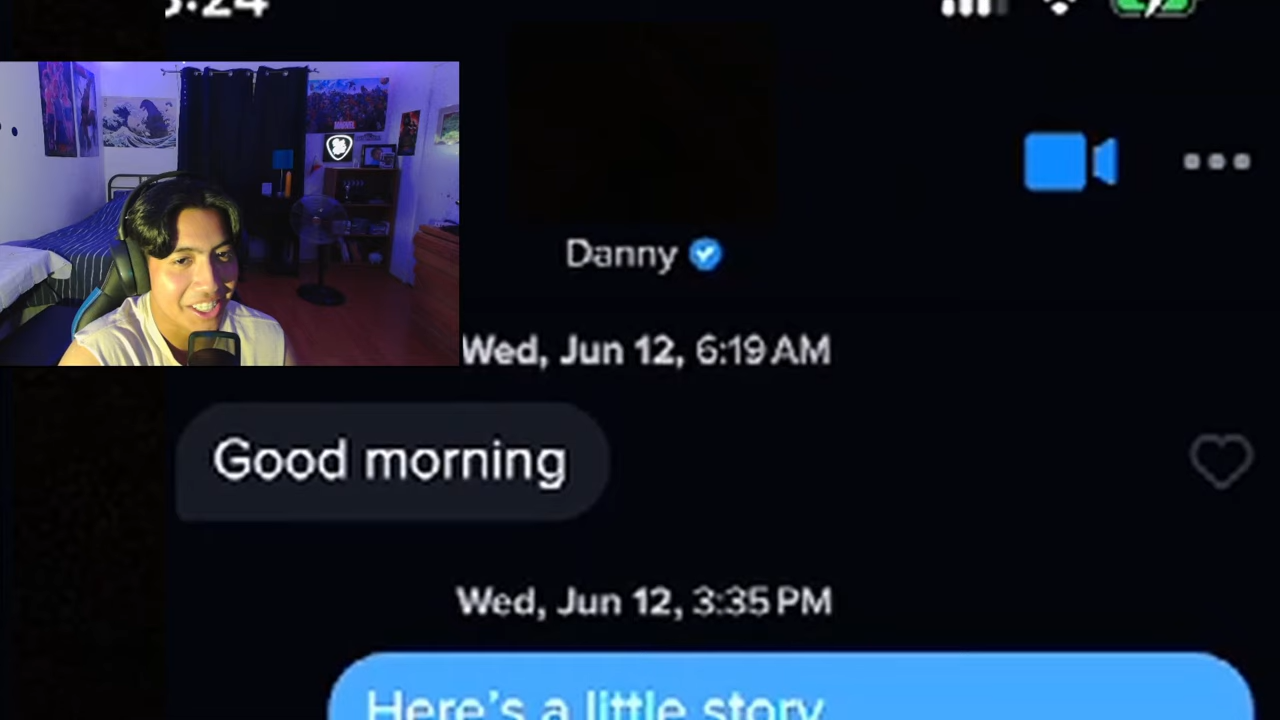 Danny
Wed, Jun 12, 6:19 AM
Good morning
Wed, Jun 12, 3:35 PM
Here's a little story